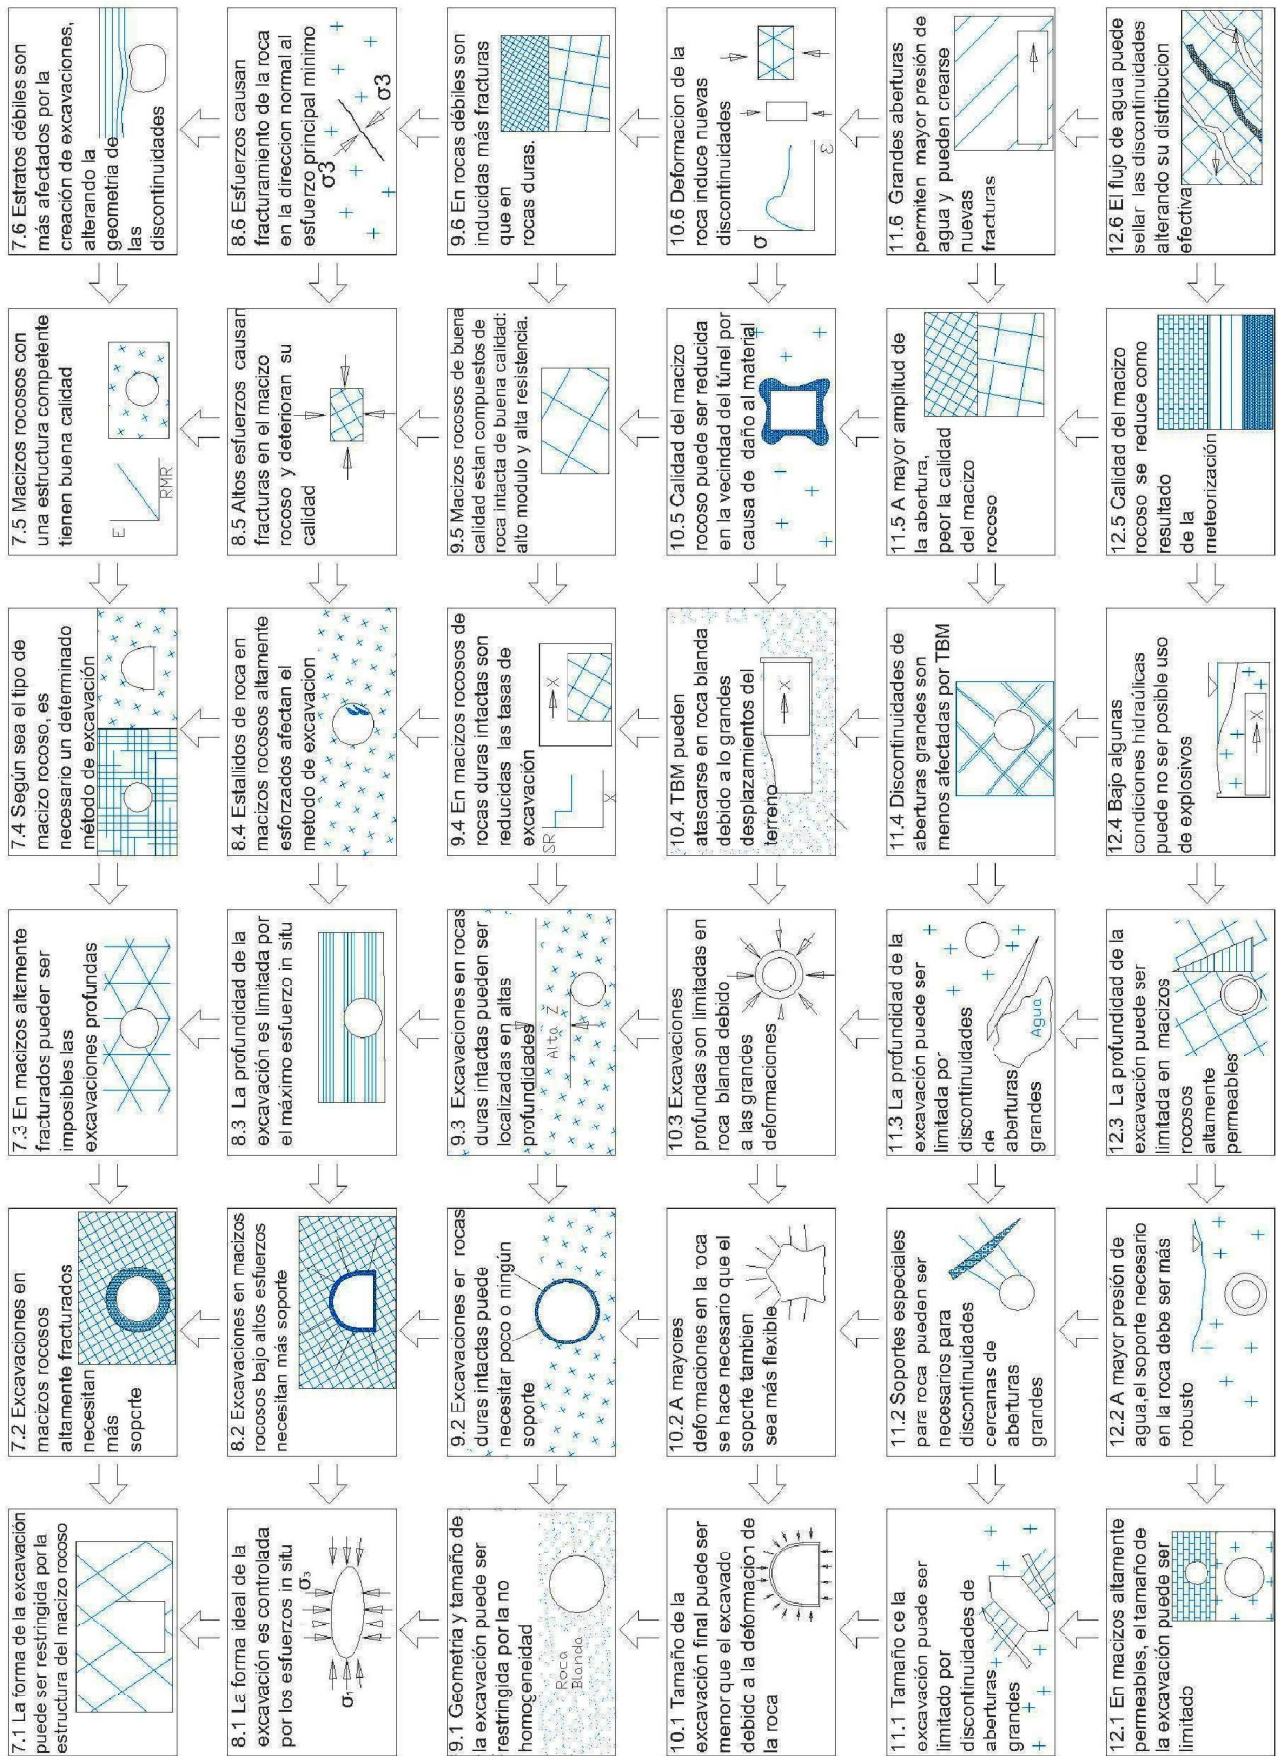 7.1 La forma de la excavación
puede ser restringida por la
estructura del macizo rocoso
7.2 Excavaciones en
macizos rocosos
altamente fracturados
necesitan
más
soporte
7.3 En macizos altamente
fracturados pueder ser
imposibles las
excavaciones profundas
7.4 Según sea el tipo de
macizo rocoso, es
necesario un determinado
método de excavación
7.5 Macizos rocosos con
una estructura competente
tienen buena calidad
E
RMR
7.6 Estratos débiles son
más afectados por la
creación de excavaciones,
alterando la
geometria de
las
discontinuidades
8.1 La forma ideal de la
excavación es controlada
por los esfuerzos in situ
σ3
σ1
8.2 Excavaciones en macizos
rocosos bajo altos esfuerzos
necesitan más soporte
8.3 La profundidad de la
excavación es limitada por
el máximo esfuerzo in situ
8.4 Estallidos de roca en
macizos rocosos altamente
esforzados afectan el
metodo de excavacion
8.5 Altos esfuerzos causan
fracturas en el macizo
rocoso y deterioran su
calidad
8.6 Esfuerzos causan
fracturamiento de la roca
en la direccion normal al
esfuerzo principal minimo
σ3
σ3
9.1 Geometria y tamaño de
la excavación puede ser
restringida por la no
homogeneidad
Roca
Blanda
9.2 Excavaciones er rocas
duras intactas puede
necesitar poco o ningún
soporte
9.3 Excavaciones en rocas
duras intactas pueden ser
localizadas en altas
profundidades
Alto Z
9.4 En macizos rocosos de
rocas duras intactas son
reducidas las tasas de
excavación
SR
X
X
9.5 Macizos rocosos de buena
calidad estan compuestos de
roca intacta de buena calidad:
alto modulo y alta resistencia.
9.6 En rocas débiles son
inducidas más fracturas
que en
rocas duras.
10.1 Tamaño de la
excavación final puede ser
menor que el excavado
debidc a la deformacion de
la roca
10.2 A mayores
deformaciones en la roca
se hace necesario que el
soporte tambien
sea más flexible
10.3 Excavaciones
profundas son limitadas en
roca blanda debido
a las grandes
deformaciones
10.4 TBM pueden
atascarse en roca blanda
debido a lo grandes
desplazamientos del
terreno
X
10.5 Calidad del macizo
rocoso puede ser reducida
en la vecindad del túnel por
causa de daño al material
10.6 Deformacion de la
roca induce nuevas
discontinuidades
σ
ε
11.1 Tamaño ce la
excavación puede ser
limitado por
discontinuidades de
aberturas
grandes
11.2 Soportes especiales
para roca pueden ser
necesarios para
discontinuidades
cercanas de
aberturas
grandes
11.3 La profundidad de la
excavación puede ser
limitada por
discontinuidades
de
aberturas
grandes
Agua
11.4 Discontinuidades de
aberturas grandes son
menos afectadas por TBM
11.5 A mayor amplitud de
la abertura,
peor la calidad
del macizo
rocoso
11.6 Grandes aberturas
permiten mayor presión de
agua y pueden crearse
nuevas
fracturas
12.1 En macizos altamente
permeables, el tamaño de
la excavación puede ser
limitado
12.2 A mayor presión de
agua,el soporte necesario
en la roca debe ser más
robusto
12.3 La profundidad de la
excavación puede ser
limitada en macizos
rocosos
altamente
permeables
12.4 Bajo algunas
condiciones hidráulicas
puede no ser posible uso
de explosivos
X
12.5 Calidad del macizo
rocoso se reduce como
resultado
de la
meteorización
12.6 El flujo de agua puede
sellar las discontinuidades
alterando su distribucion
efectiva